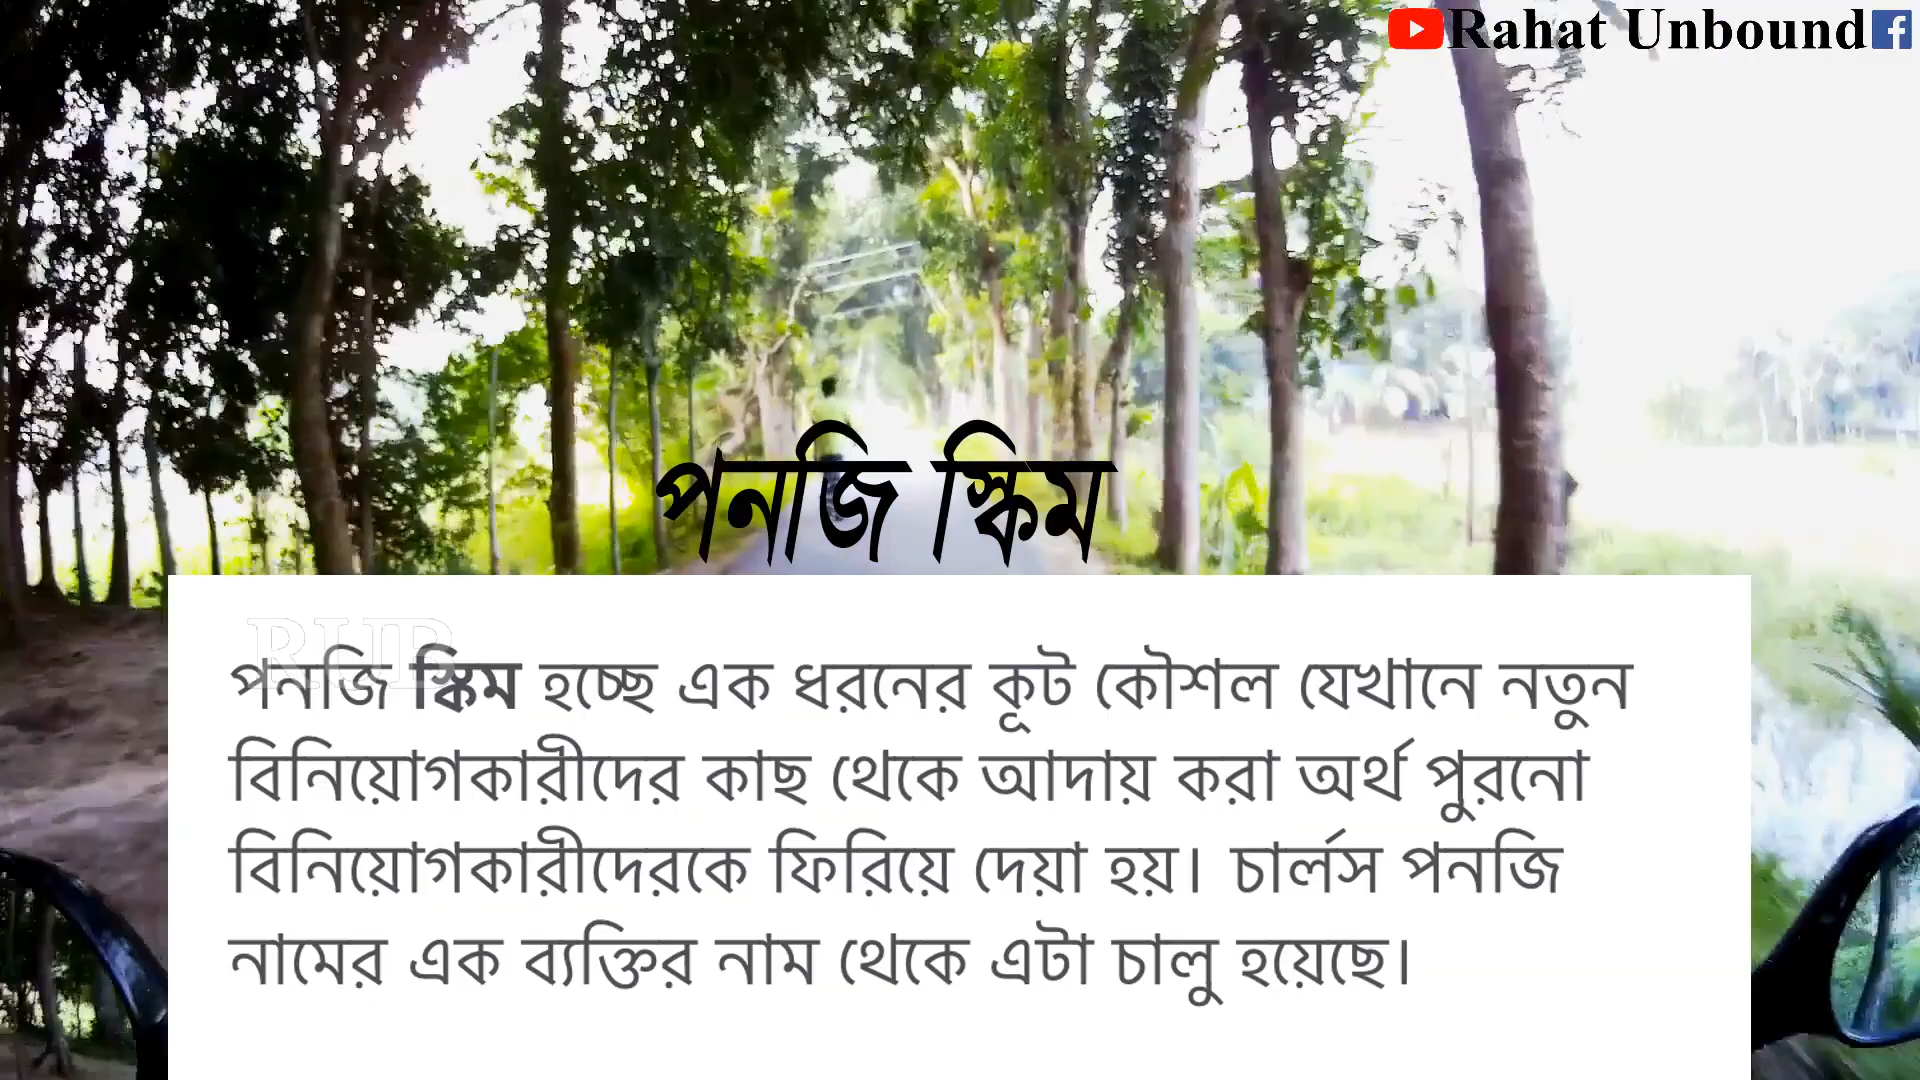 Rahat Unbound
পনজি স্কিম
RUB
পনজি স্কিম হচ্ছে এক ধরনের কূট কৌশল যেখানে নতুন
বিনিয়োগকারীদের কাছ থেকে আদায় করা অর্থ পুরনো
বিনিয়োগকারীদেরকে ফিরিয়ে দেয়া হয়। চার্লস পনজি
নামের এক ব্যক্তির নাম থেকে এটা চালু হয়েছে।